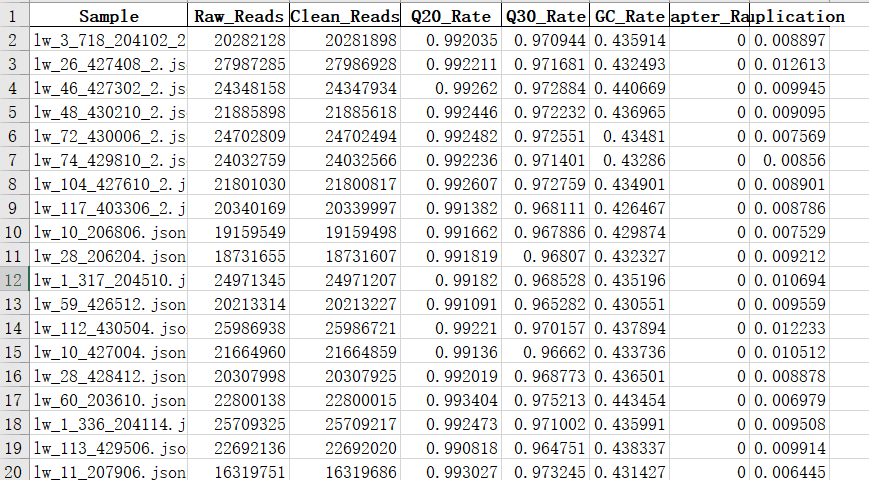 1 Sample Raw_Reads Clean_Reads Q20_Rate Q30_Rate GC_Rate apter_Ra uplication
2 lw_3_718_204102_2 20282128 20281898 0.992035 0.970944 0.435914 0 0.008897
3 lw_26_427408_2.js 27987285 27986928 0.992211 0.971681 0.432493 0 0.012613
4 lw_46_427302_2.js 24348158 24347934 0.99262 0.972884 0.440669 0 0.009945
5 lw_48_430210_2.js 21885898 21885618 0.992446 0.972232 0.436965 0 0.009095
6 lw_72_430006_2.js 24702809 24702494 0.992482 0.972551 0.43481 0 0.007569
7 lw_74_429810_2.js 24032759 24032566 0.992236 0.971401 0.43286 0 0.00856
8 lw_104_427610_2.j 21801030 21800817 0.992607 0.972759 0.434901 0 0.008901
9 lw_117_403306_2.j 20340169 20339997 0.991382 0.968111 0.426467 0 0.008786
10 lw_10_206806.json 19159549 19159498 0.991662 0.967886 0.429874 0 0.007529
11 lw_28_206204.json 18731655 18731607 0.991819 0.96807 0.432327 0 0.009212
12 lw_1_317_204510.j 24971345 24971207 0.99182 0.968528 0.435196 0 0.010694
13 lw_59_426512.json 20213314 20213227 0.991091 0.965282 0.430551 0 0.009559
14 lw_112_430504.jso 25986938 25986721 0.99221 0.970157 0.437894 0 0.012233
15 lw_10_427004.json 21664960 21664859 0.99136 0.96662 0.433736 0 0.010512
16 lw_28_428412.json 20307998 20307925 0.992019 0.968773 0.436501 0 0.008878
17 lw_60_203610.json 22800138 22800015 0.993404 0.975213 0.443454 0 0.006979
18 lw_1_336_204114.j 25709325 25709217 0.992473 0.971002 0.435991 0 0.009508
19 lw_113_429506.jso 22692136 22692020 0.990818 0.964751 0.438337 0 0.009914
20 lw_11_207906.json 16319751 16319686 0.993027 0.973245 0.431427 0 0.006445